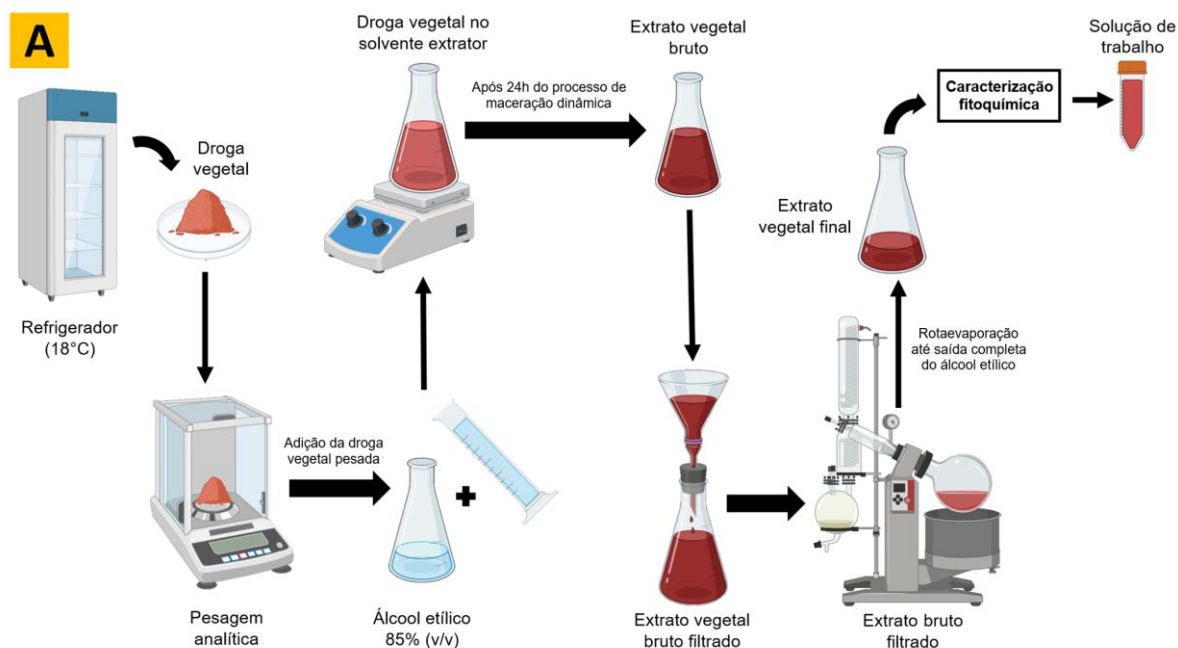 A
Refrigerador
(18°C)
Droga
vegetal
Pesagem
analítica
Adição da droga
vegetal pesada
Álcool etílico
85% (v/v)
Droga vegetal no
solvente extrator
Após 24h do processo de
maceração dinâmica
Extrato vegetal
bruto
Extrato vegetal
bruto filtrado
Extrato bruto
filtrado
Rotaevaporação
até saída completa
do álcool etílico
Extrato
vegetal final
Caracterização
fitoquímica
Solução de
trabalho